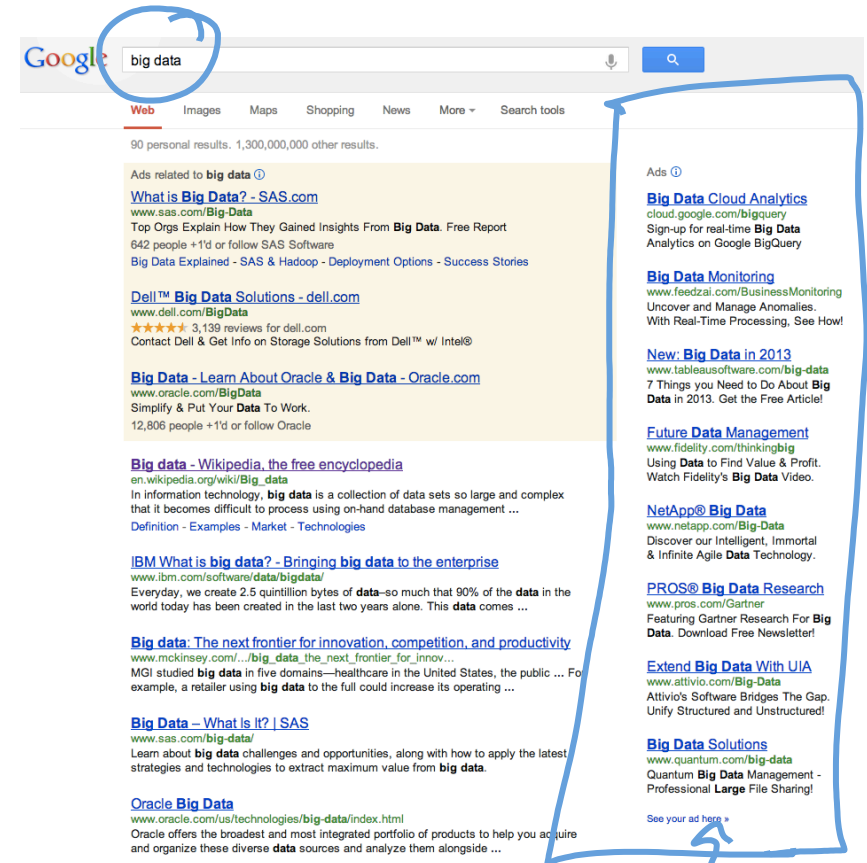 Google
big data
Web Images Maps Shopping News More Search tools
90 personal results. 1,300,000,000 other results.
Ads related to big data
What is Big Data? - SAS.com
www.sas.com/Big-Data
Top Orgs Explain How They Gained Insights From Big Data. Free Report
642 people +1'd or follow SAS Software
Big Data Explained - SAS & Hadoop - Deployment Options - Success Stories
Dell™ Big Data Solutions - dell.com
www.dell.com/BigData
3,139 reviews for dell.com
Contact Dell & Get Info on Storage Solutions from Dell™ w/ Intel®
Big Data - Learn About Oracle & Big Data - Oracle.com
www.oracle.com/BigData
Simplify & Put Your Data To Work.
12,806 people +1'd or follow Oracle
Big data - Wikipedia, the free encyclopedia
en.wikipedia.org/wiki/Big_data
In information technology, big data is a collection of data sets so large and complex
that it becomes difficult to process using on-hand database management ...
Definition - Examples - Market - Technologies
IBM What is big data? - Bringing big data to the enterprise
www.ibm.com/software/data/bigdata/
Everyday, we create 2.5 quintillion bytes of data–so much that 90% of the data in the
world today has been created in the last two years alone. This data comes ...
Big data: The next frontier for innovation, competition, and productivity
www.mckinsey.com/.../big_data_the_next_frontier_for_innov...
MGI studied big data in five domains—healthcare in the United States, the public ... Fo
example, a retailer using big data to the full could increase its operating ...
Big Data – What Is It? | SAS
www.sas.com/big-data/
Learn about big data challenges and opportunities, along with how to apply the latest
strategies and technologies to extract maximum value from big data.
Oracle Big Data
www.oracle.com/us/technologies/big-data/index.html
Oracle offers the broadest and most integrated portfolio of products to help you acquire
and organize these diverse data sources and analyze them alongside ...
Ads
Big Data Cloud Analytics
cloud.google.com/bigquery
Sign-up for real-time Big Data
Analytics on Google BigQuery
Big Data Monitoring
www.feedzai.com/BusinessMonitoring
Uncover and Manage Anomalies.
With Real-Time Processing, See How!
New: Big Data in 2013
www.tableausoftware.com/big-data
7 Things you Need to Do About Big
Data in 2013. Get the Free Article!
Future Data Management
www.fidelity.com/thinkingbig
Using Data to Find Value & Profit.
Watch Fidelity's Big Data Video.
NetApp® Big Data
www.netapp.com/Big-Data
Discover our Intelligent, Immortal
& Infinite Agile Data Technology.
PROS® Big Data Research
www.pros.com/Gartner
Featuring Gartner Research For Big
Data. Download Free Newsletter!
Extend Big Data With UIA
www.attivio.com/Big-Data
Attivio's Software Bridges The Gap.
Unify Structured and Unstructured!
Big Data Solutions
www.quantum.com/big-data
Quantum Big Data Management -
Professional Large File Sharing!
See your ad here »